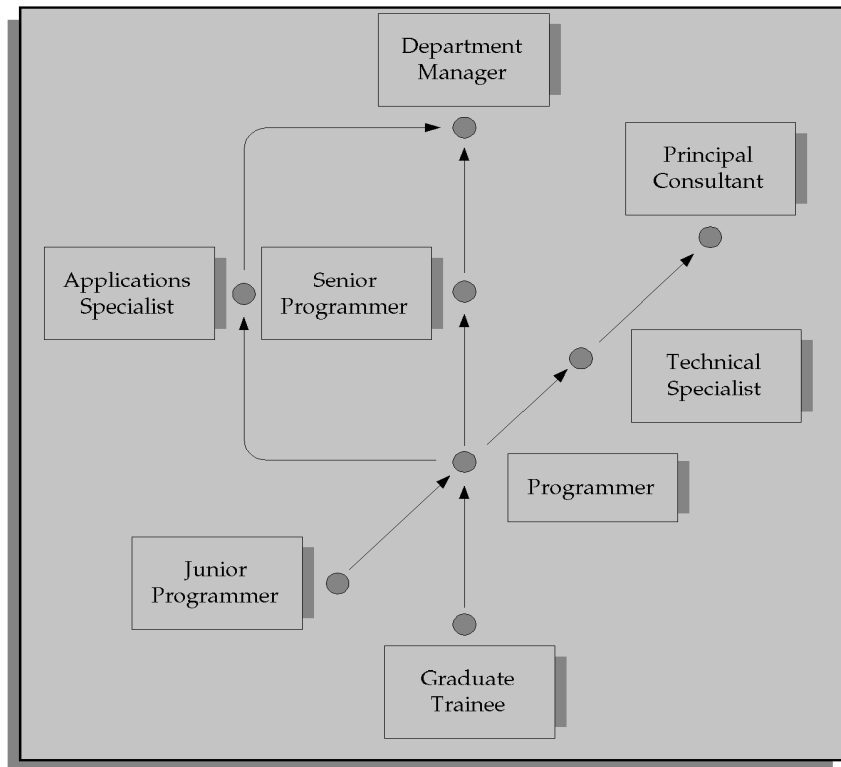 Department
Manager
Principal
Consultant
Applications
Specialist
Senior
Programmer
Technical
Specialist
Programmer
Junior
Programmer
Graduate
Trainee